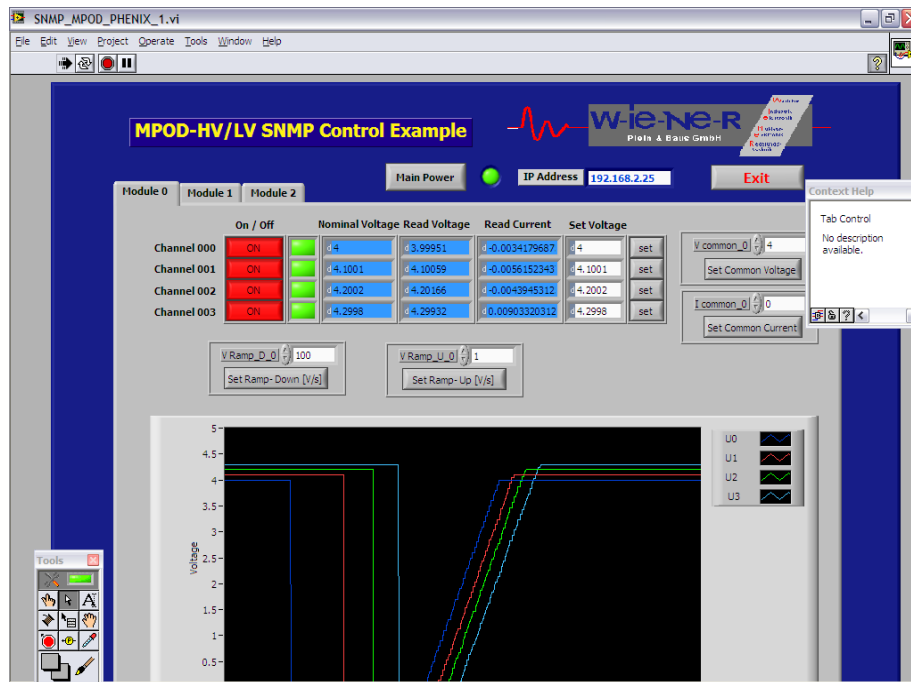 SNMP_MPOD_PHENIX_1.vi
File Edit View Project Operate Tools Window Help
MPOD-HV/LV SNMP Control Example
W-ie-Ne-R
Plein & Baus GmbH
Main Power
IP Address 192.168.2.25
Exit
Module 0 Module 1 Module 2
Context Help
Tab Control
No description
available.
On / Off Nominal Voltage Read Voltage Read Current Set Voltage
Channel 000 ON d 4 d 3.99951 d -0.0034179687 d 4 set
Channel 001 ON d 4.1001 d 4.10059 d -0.0056152343 d 4.1001 set
Channel 002 ON d 4.2002 d 4.20166 d -0.0043945312 d 4.2002 set
Channel 003 ON d 4.2998 d 4.29932 d 0.00903320312 d 4.2998 set
V common_0 4
Set Common Voltage
I common_0 0
Set Common Current
V Ramp_D_0 100
Set Ramp-Down [V/s]
V Ramp_U_0 1
Set Ramp-Up [V/s]
5
4.5
4
3.5
3
2.5
2
1.5
1
0.5
Voltage
U0
U1
U2
U3
Tools